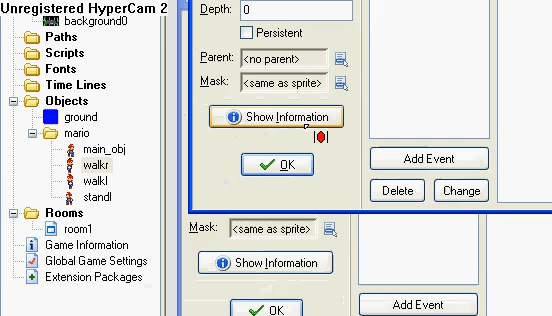 Unregistered HyperCam 2
background0
Paths
Scripts
Fonts
Time Lines
Objects
ground
mario
main_obj
walkr
walkl
standl
Rooms
room1
Game Information
Global Game Settings
Extension Packages
Depth: 0
Persistent
Parent: <no parent>
Mask: <same as sprite>
Show Information
OK
Add Event
Delete Change
Mask: <same as sprite>
Show Information
OK
Add Event